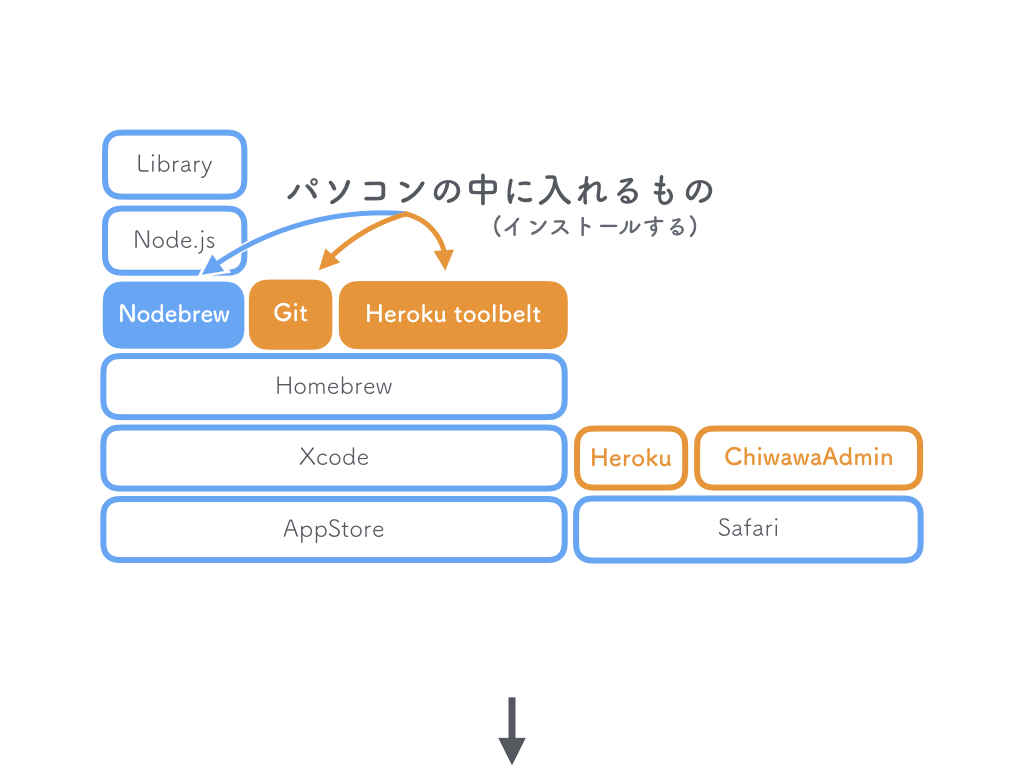 Library
パソコンの中に入れるもの
(インストールする)
Node.js
Nodebrew
Git
Heroku toolbelt
Homebrew
Xcode
Heroku
ChiwawaAdmin
AppStore
Safari